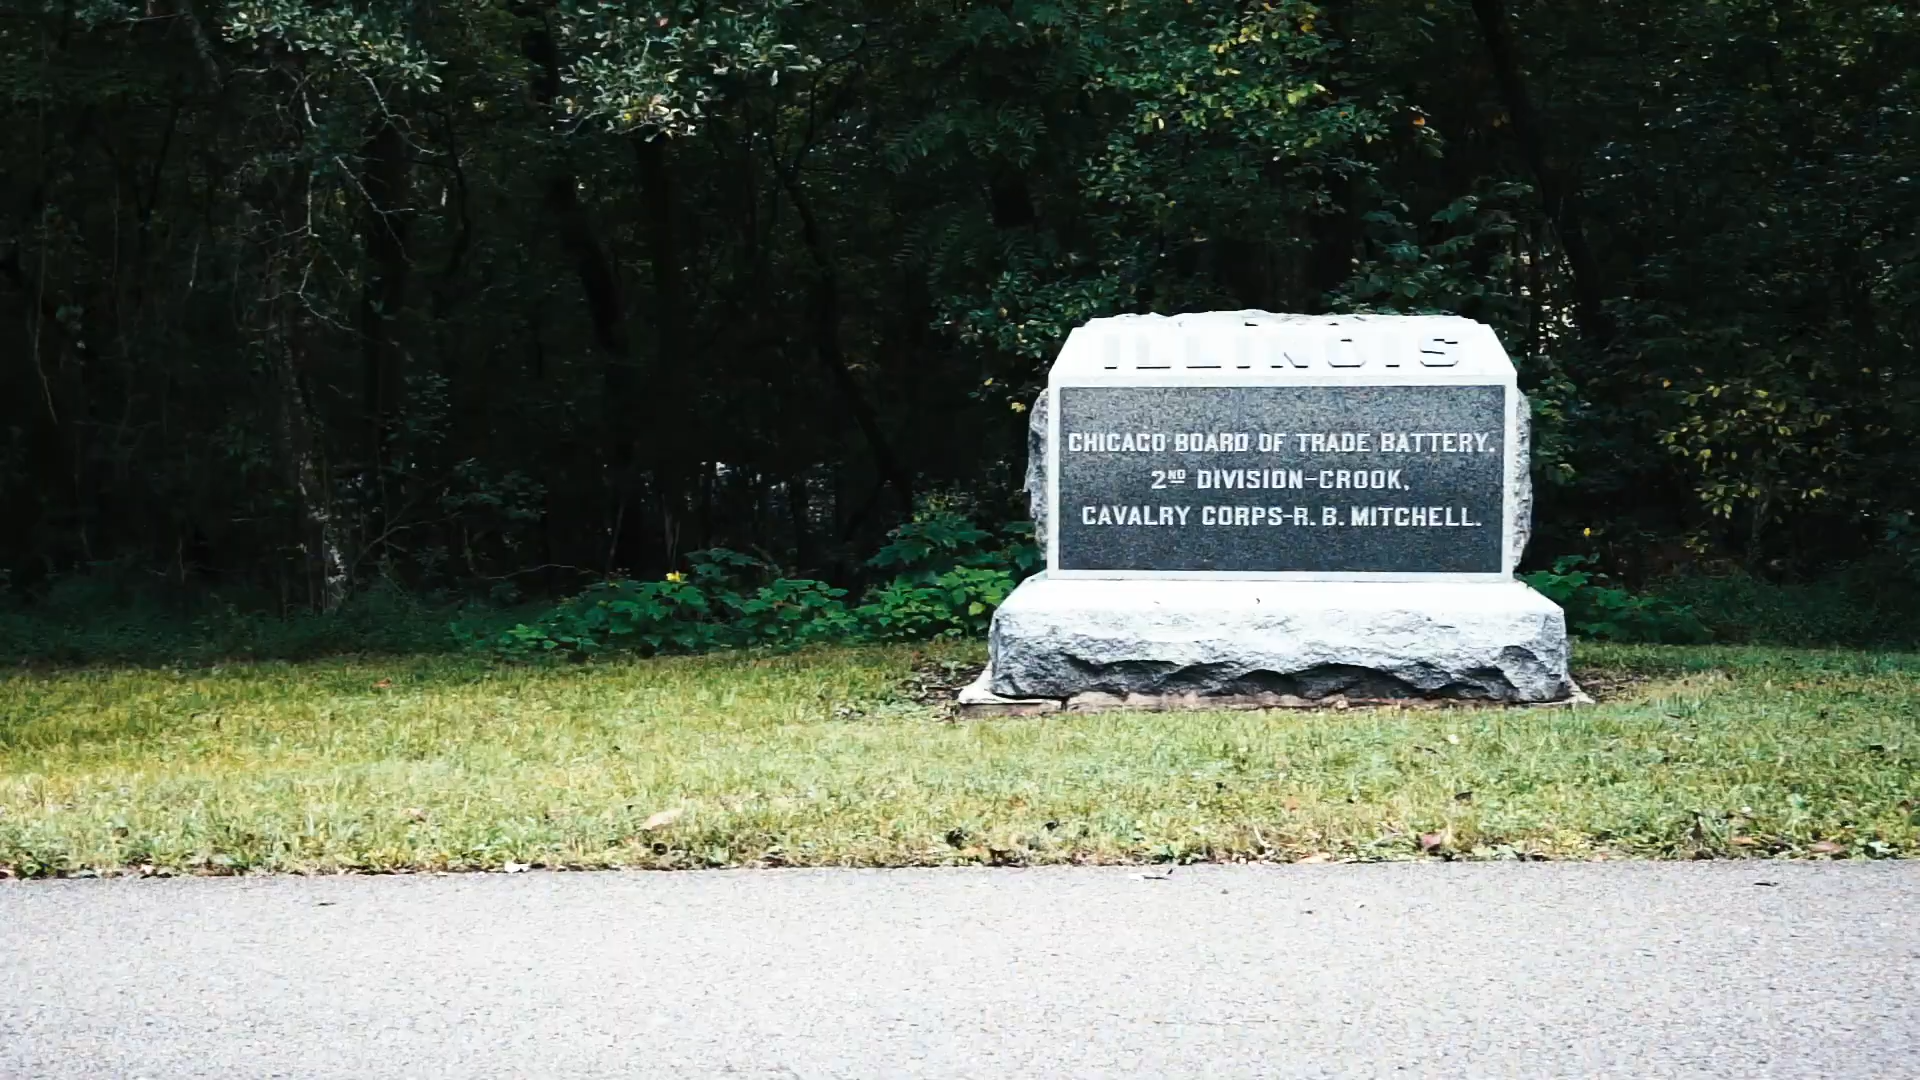 ILLINOIS
CHICAGO BOARD OF TRADE BATTERY.
2ND DIVISION-CROOK,
CAVALRY CORPS-R. B. MITCHELL.